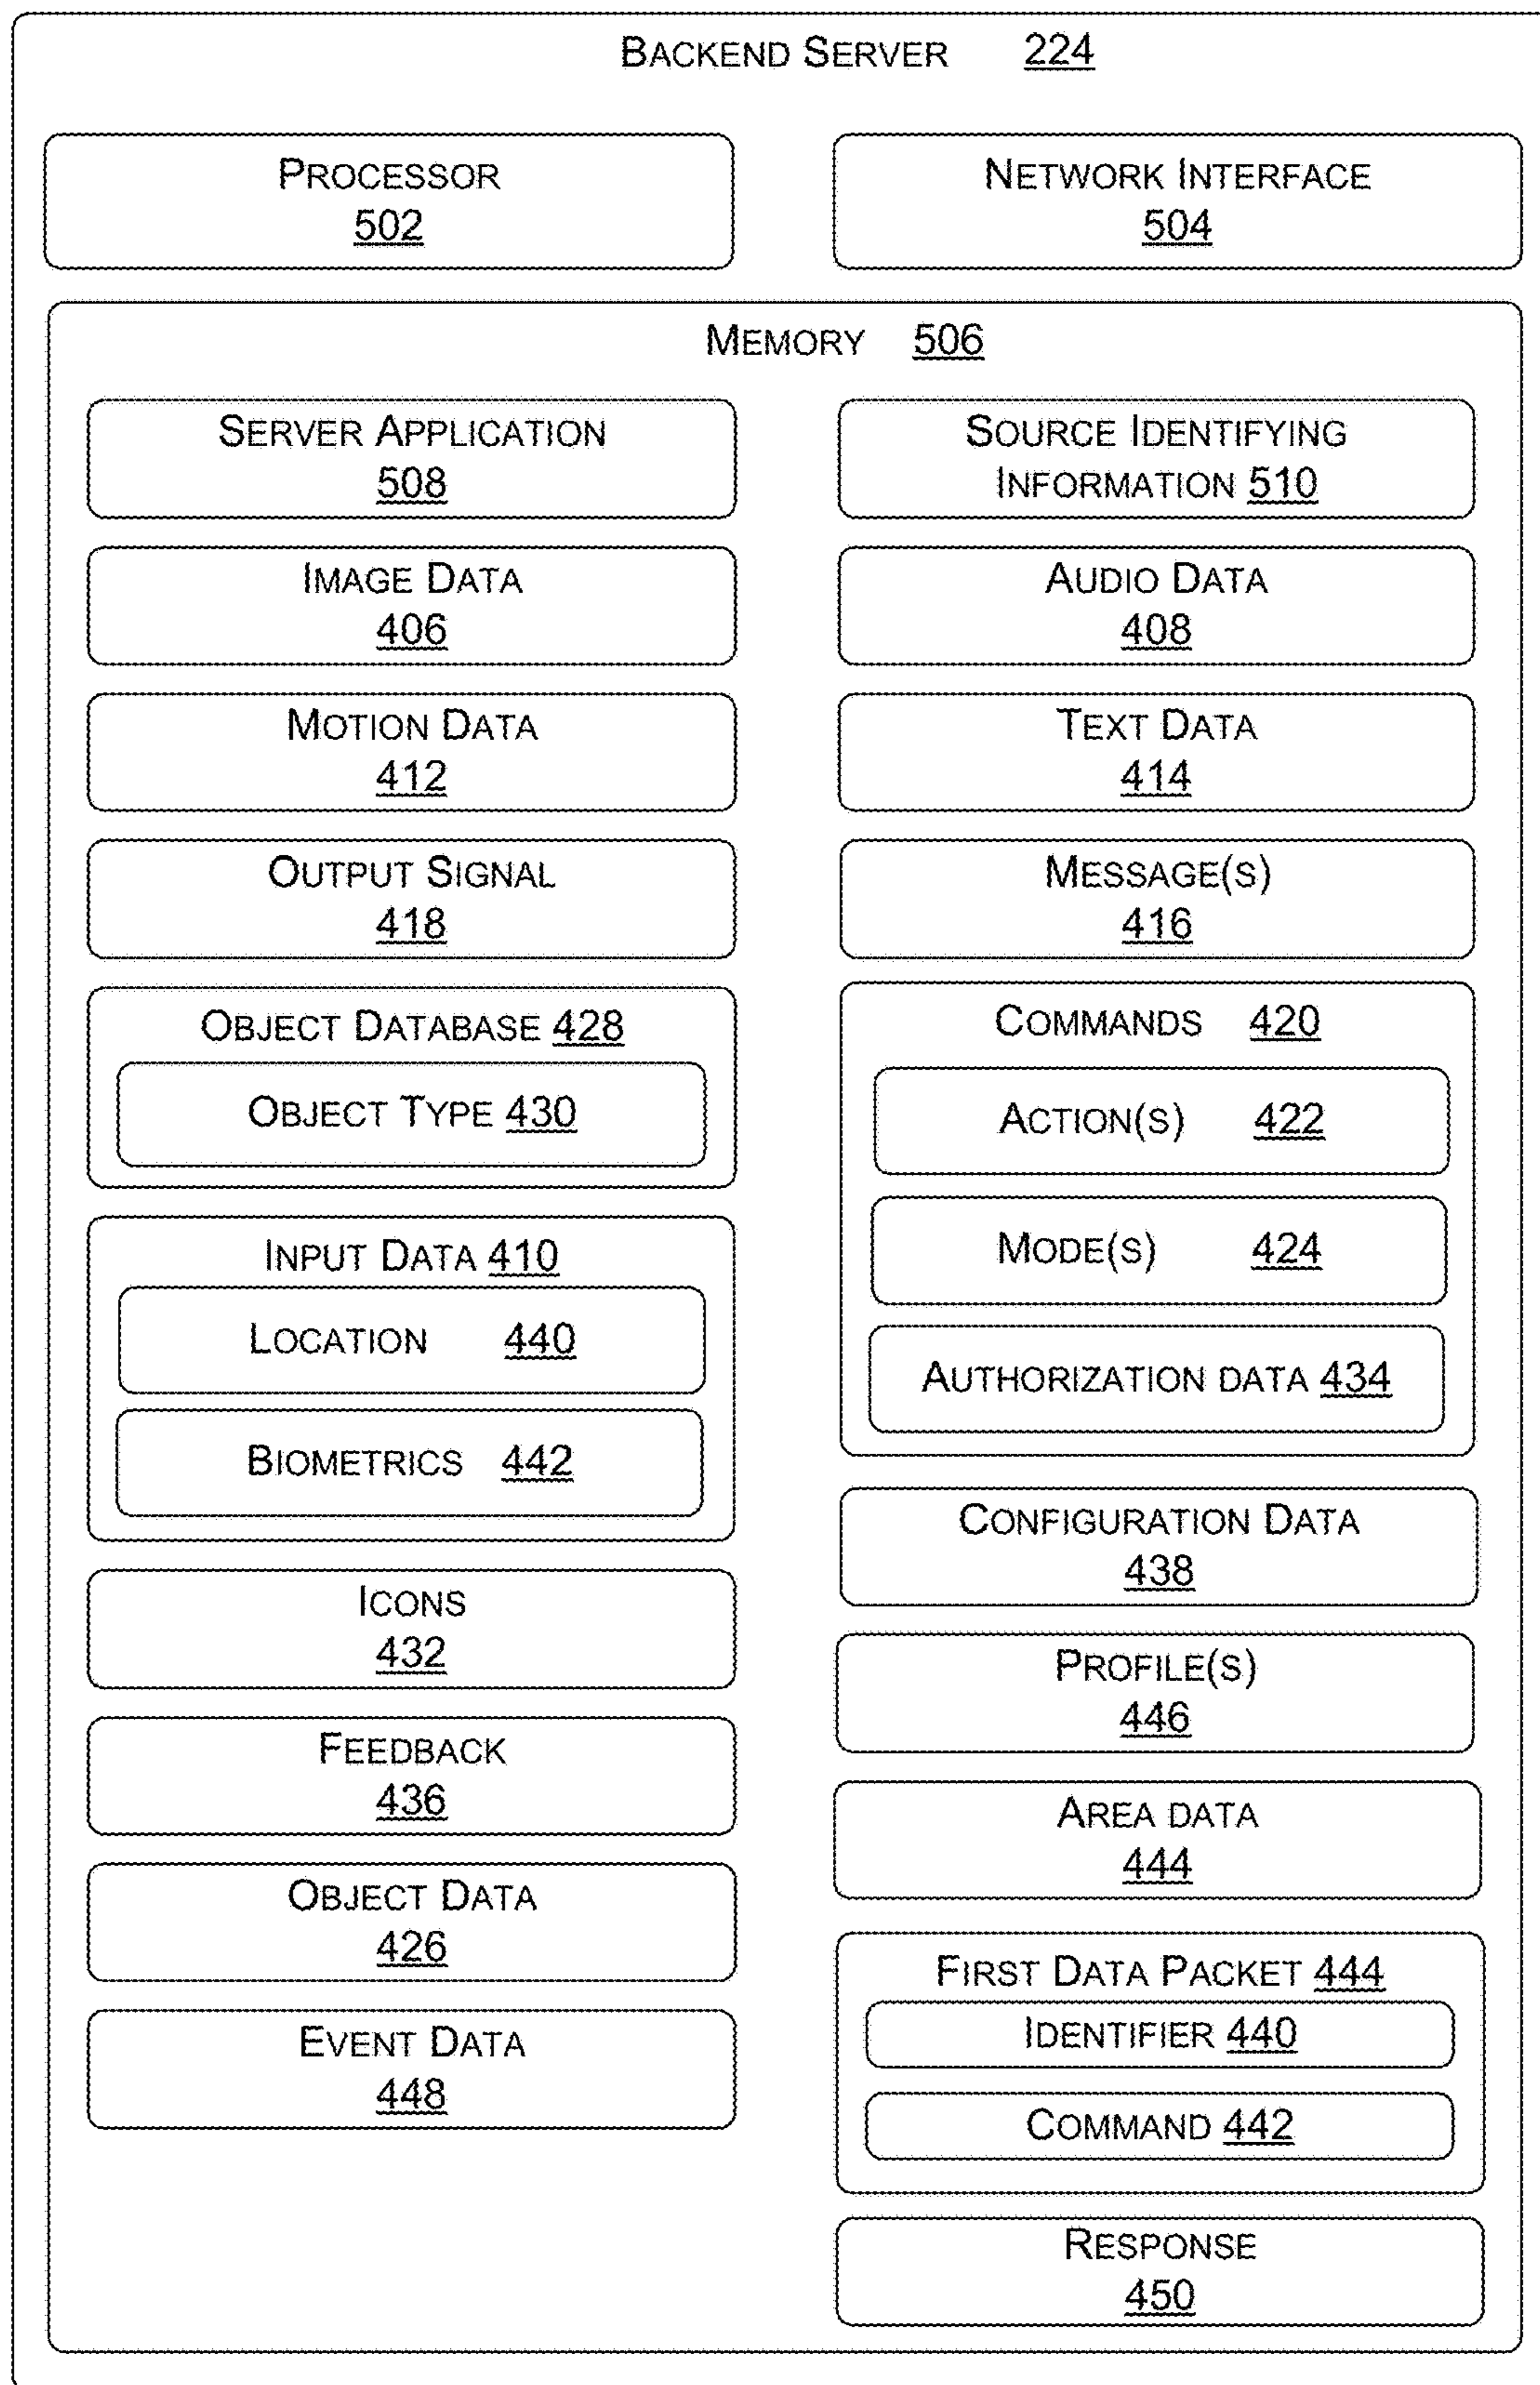 BACKEND SERVER 224
PROCESSOR
502
NETWORK INTERFACE
504
MEMORY 506
SERVER APPLICATION
508
SOURCE IDENTIFYING
INFORMATION 510
IMAGE DATA
406
AUDIO DATA
408
MOTION DATA
412
TEXT DATA
414
OUTPUT SIGNAL
418
MESSAGE(S)
416
OBJECT DATABASE 428
OBJECT TYPE 430
INPUT DATA 410
LOCATION 440
BIOMETRICS 442
ICONS
432
FEEDBACK
436
OBJECT DATA
426
EVENT DATA
448
COMMANDS 420
ACTION(S) 422
MODE(S) 424
AUTHORIZATION DATA 434
CONFIGURATION DATA
438
PROFILE(S)
446
AREA DATA
444
FIRST DATA PACKET 444
IDENTIFIER 440
COMMAND 442
RESPONSE
450